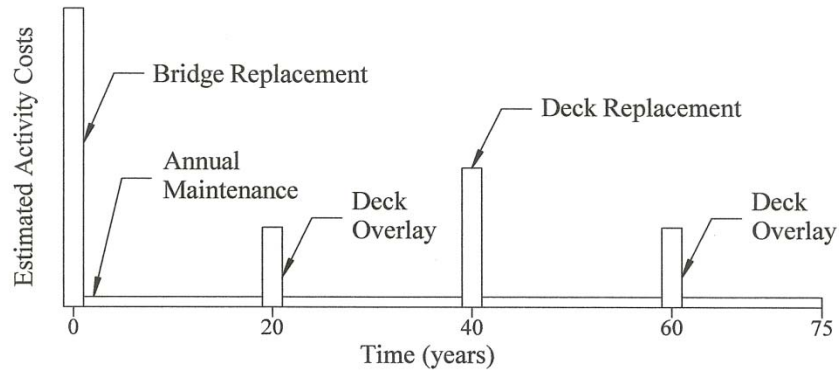 Estimated Activity Costs
Bridge Replacement
Deck Replacement
Annual
Maintenance
Deck
Overlay
Deck
Overlay
0
20
40
60
75
Time (years)